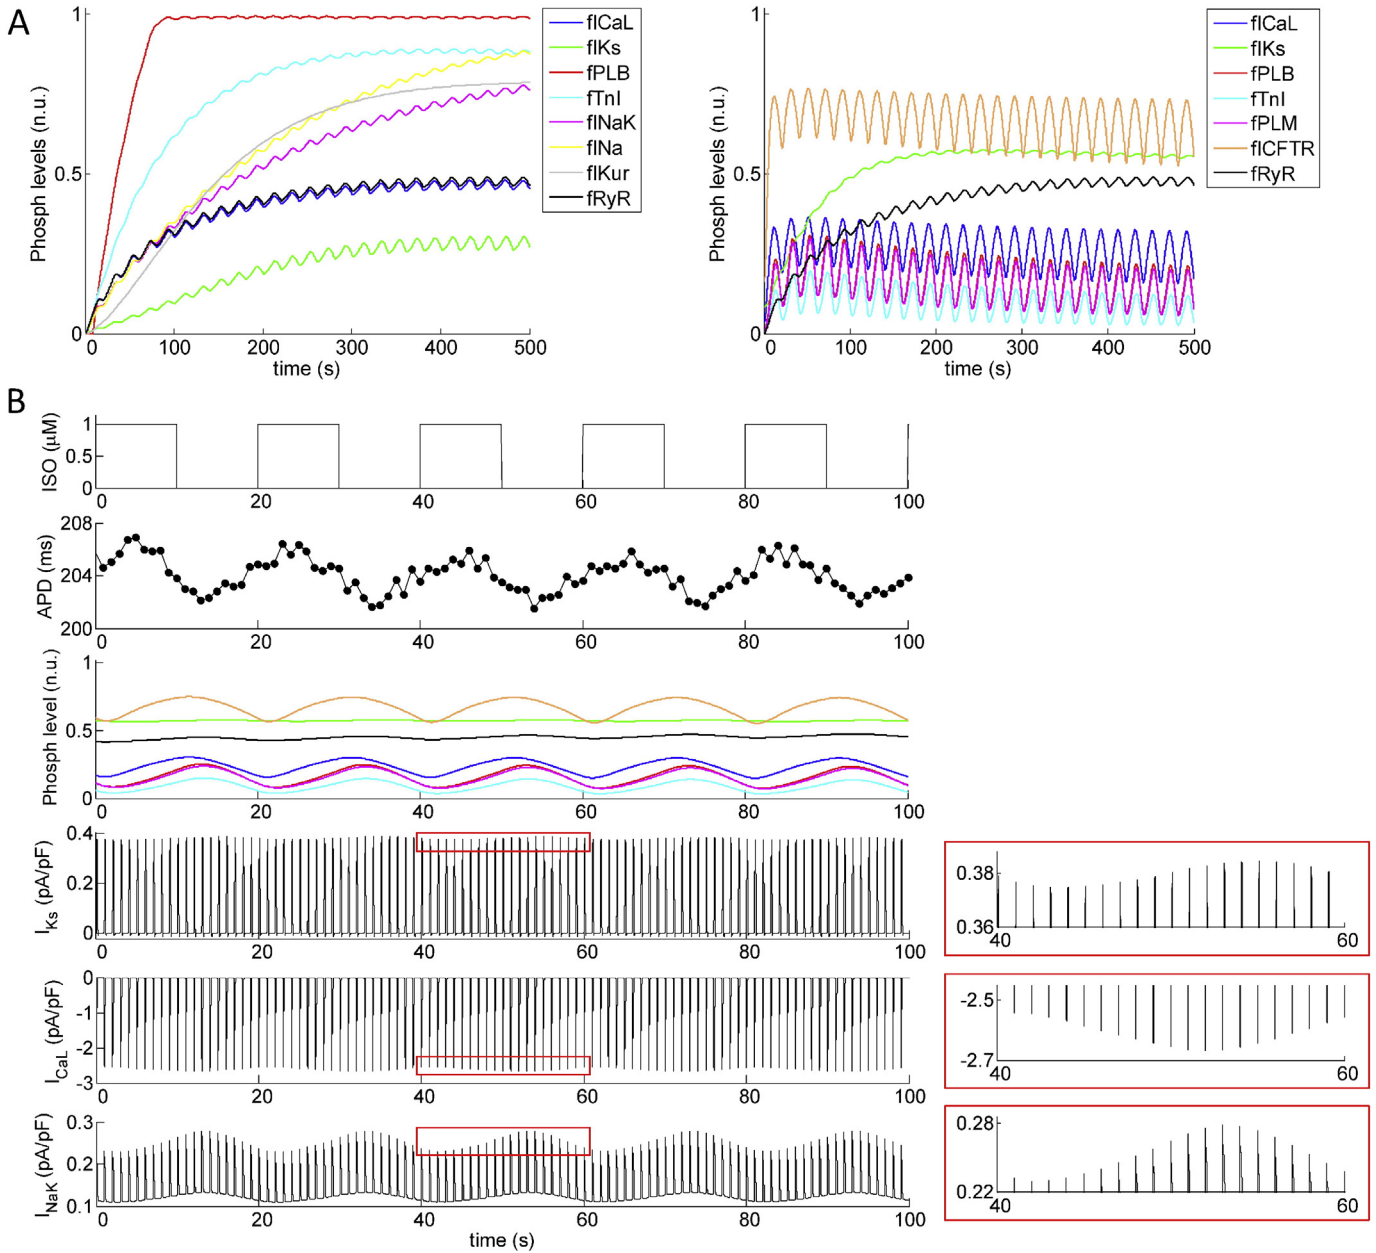 A
Phosph levels (n.u.)
1
0.5
0
0 100 200 300 400 500
time (s)
fICaL
fIKs
fPLB
fTnI
fINaK
fINa
fIKur
fRyR
Phosph levels (n.u.)
1
0.5
0
0 100 200 300 400 500
time (s)
fICaL
fIKs
fPLB
fTnI
fPLM
fICFTR
fRyR
B
ISO (μM)
1
0.5
0
0 20 40 60 80 100
APD (ms)
208
204
200
0 20 40 60 80 100
Phosph level (n.u.)
1
0.5
0
0 20 40 60 80 100
IKs (pA/pF)
0.4
0.2
0
0 20 40 60 80 100
0.38
0.36
40 60
ICaL (pA/pF)
0
-1
-2
-3
0 20 40 60 80 100
-2.5
-2.7
40 60
INaK (pA/pF)
0.3
0.2
0.1
0 20 40 60 80 100
time (s)
0.28
0.22
40 60